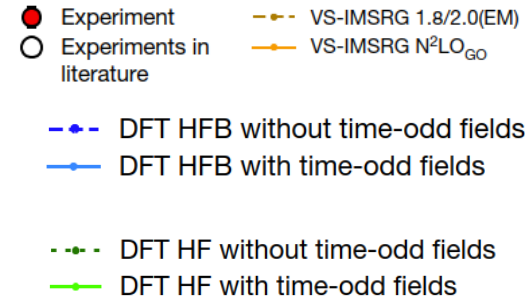 Experiment
VS-IMSRG 1.8/2.0(EM)
Experiments in literature
VS-IMSRG N²LO_GO
DFT HFB without time-odd fields
DFT HFB with time-odd fields
DFT HF without time-odd fields
DFT HF with time-odd fields